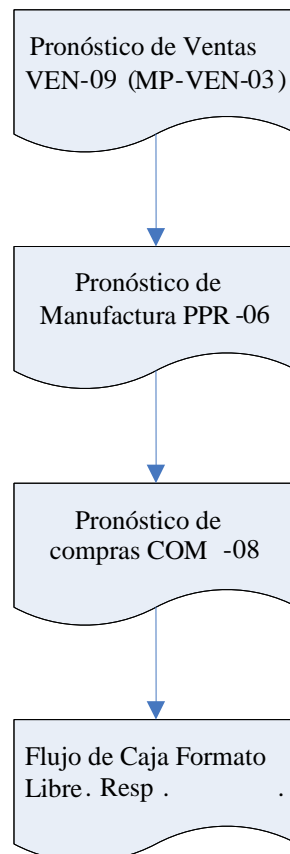 Pronóstico de Ventas
VEN-09 (MP-VEN-03)
Pronóstico de
Manufactura PPR -06
Pronóstico de
compras COM -08
Flujo de Caja Formato
Libre. Resp . .